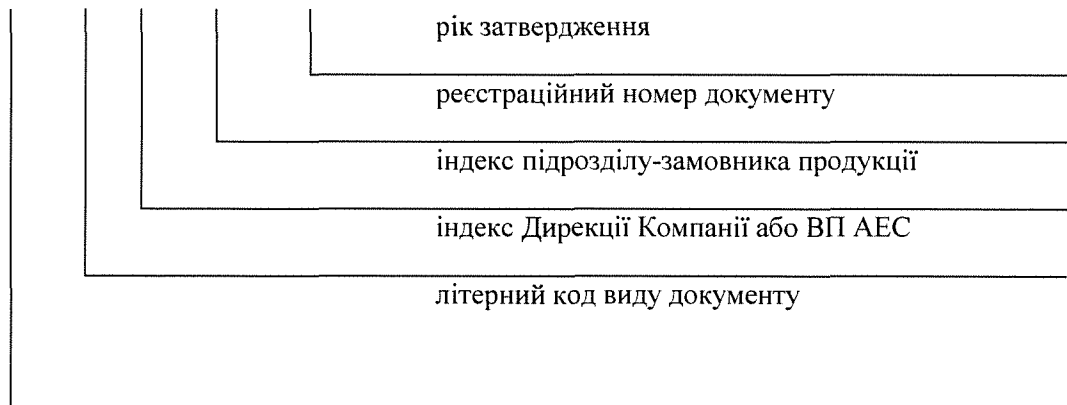 рік затвердження
реєстраційний номер документу
індекс підрозділу-замовника продукції
індекс Дирекції Компанії або ВП АЕС
літерний код виду документу